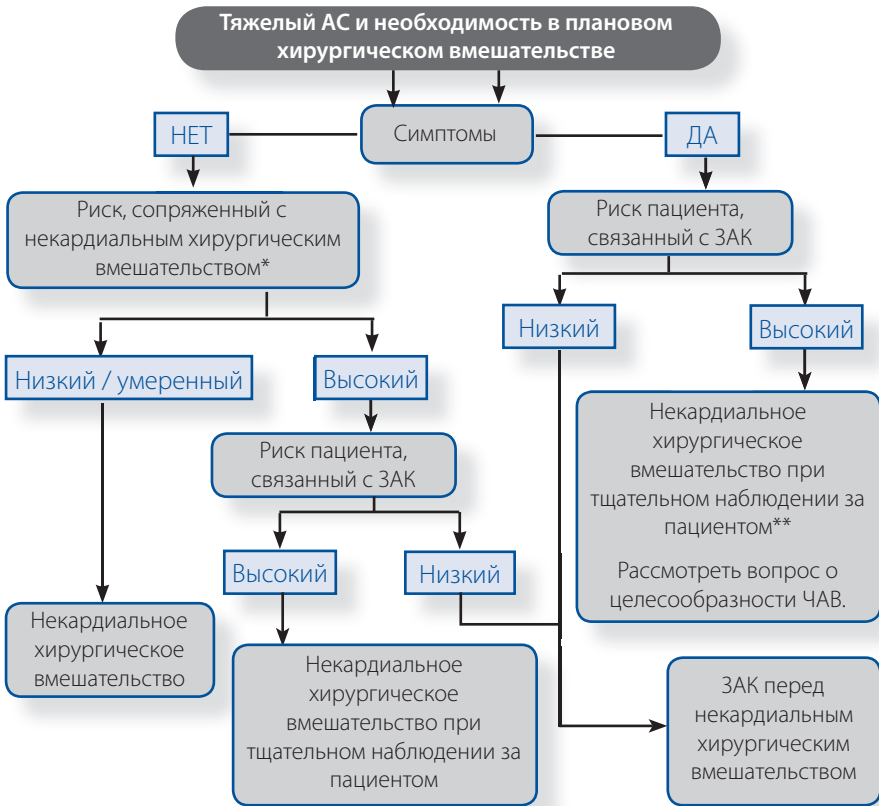 Тяжелый АС и необходимость в плановом
хирургическом вмешательстве
НЕТ
Симптомы
ДА
Риск, сопряженный с
некардиальным хирургическим
вмешательством*
Риск пациента,
связанный с ЗАК
Низкий / умеренный
Высокий
Низкий
Высокий
Риск пациента,
связанный с ЗАК
Некардиальное
хирургическое
вмешательство при
тщательном наблюдении за
пациентом**
Рассмотреть вопрос о
целесообразности ЧАВ.
Высокий
Низкий
Некардиальное
хирургическое
вмешательство
Некардиальное
хирургическое
вмешательство при
тщательном наблюдении за
пациентом
ЗАК перед
некардиальным
хирургическим
вмешательством